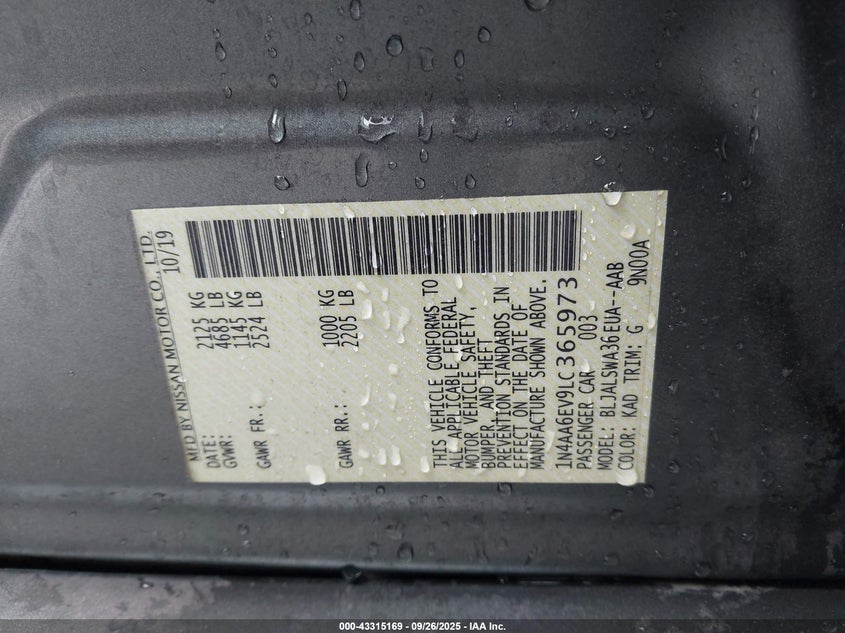 MFD BY NISSAN MOTOR CO., LTD.
DATE: 10/19
GVWR: 2125 KG
4685 LB
GAWR FR.: 1145 KG
2524 LB
GAWR RR.: 1000 KG
2205 LB
THIS VEHICLE CONFORMS TO
ALL APPLICABLE FEDERAL
MOTOR VEHICLE SAFETY,
BUMPER, AND THEFT
PREVENTION STANDARDS IN
EFFECT ON THE DATE OF
MANUFACTURE SHOWN ABOVE.
1N4AA6EV9LC365973
PASSENGER CAR 003
MODEL: BLJALSWA36EUA--AAB
COLOR: KAD TRIM: G 9N00A
000-43315169 - 09/26/2025 - IAA Inc.